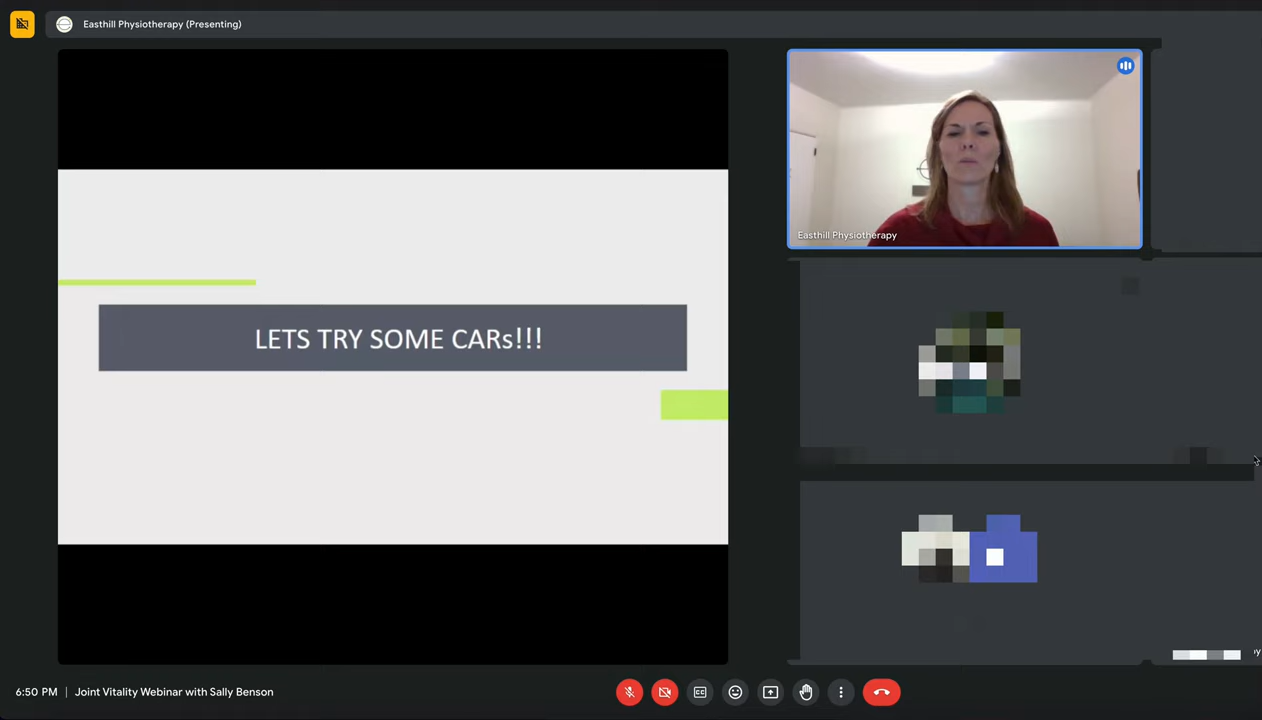 Easthill Physiotherapy (Presenting)
LETS TRY SOME CARs!!!
Easthill Physiotherapy
6:50 PM | Joint Vitality Webinar with Sally Benson